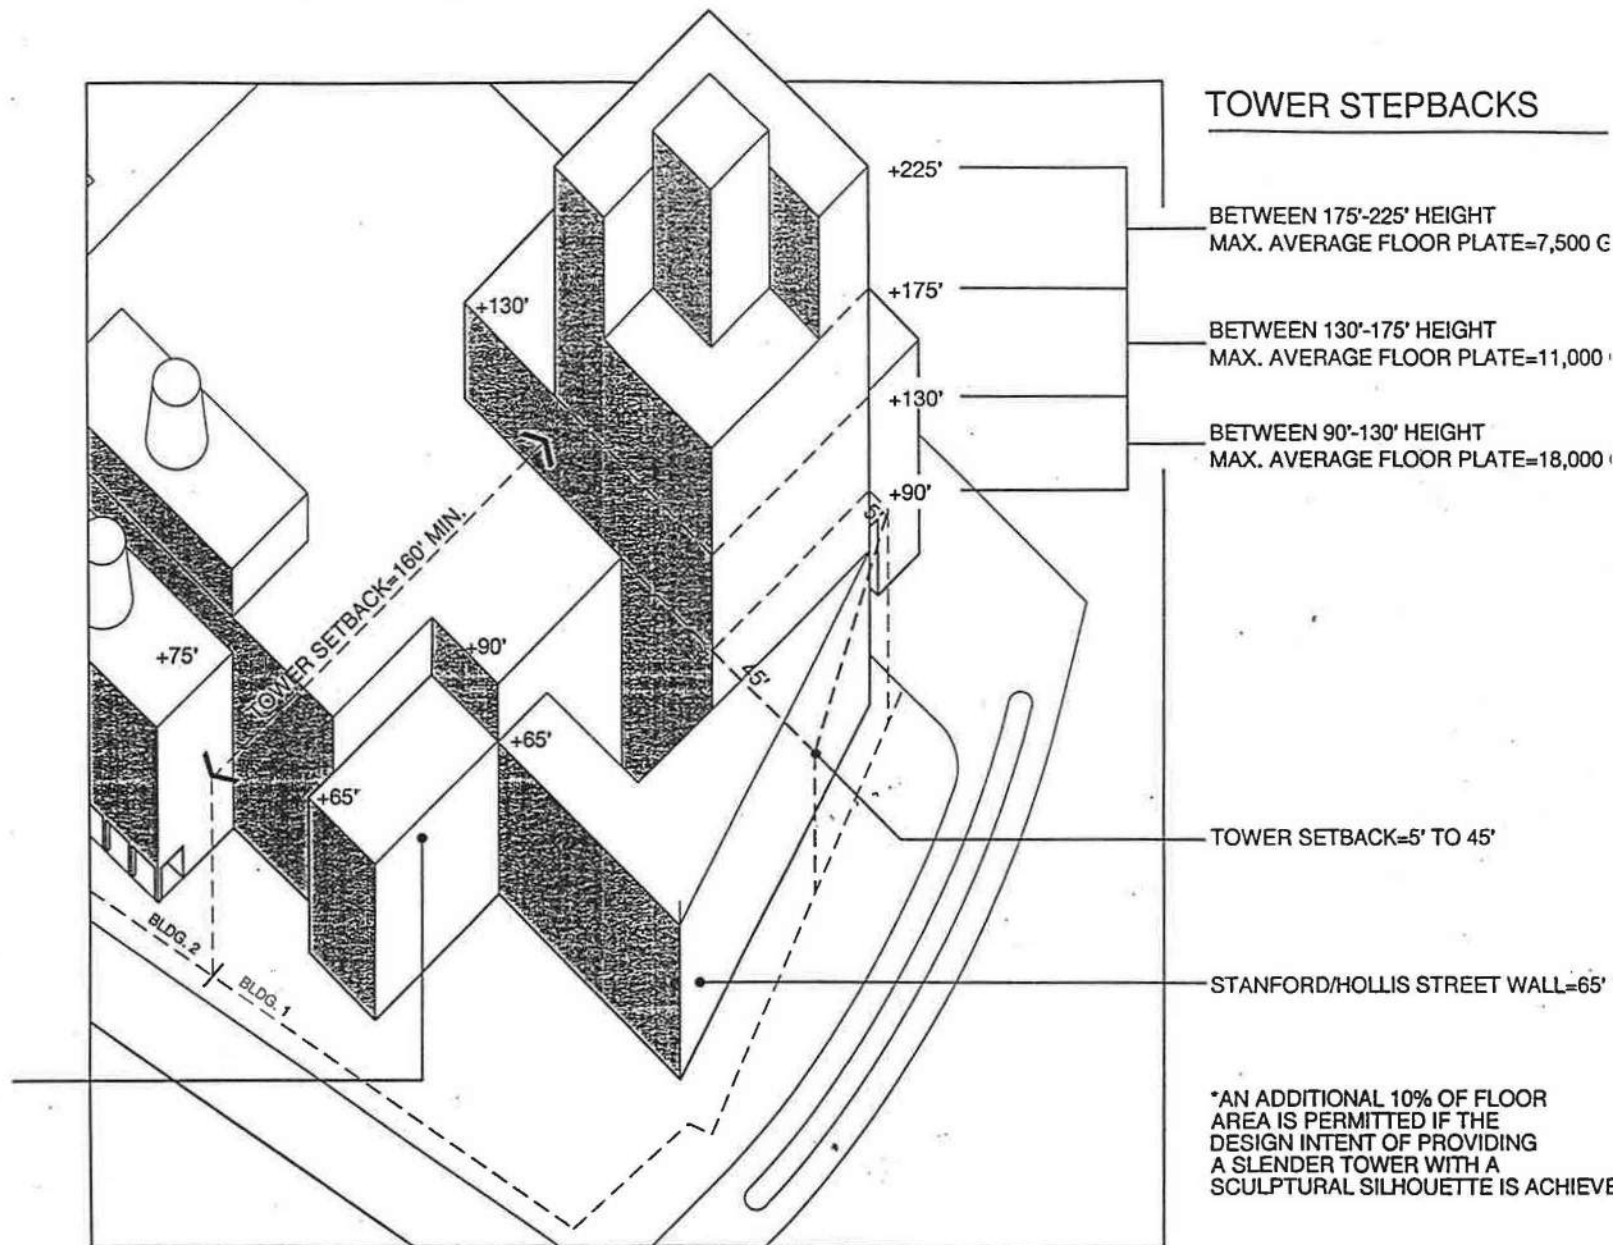 TOWER STEPBACKS
+225'
BETWEEN 175'-225' HEIGHT
MAX. AVERAGE FLOOR PLATE=7,500 G
+175'
+130'
BETWEEN 130'-175' HEIGHT
MAX. AVERAGE FLOOR PLATE=11,000
+130'
BETWEEN 90'-130' HEIGHT
MAX. AVERAGE FLOOR PLATE=18,000
+90'
5'
TOWER SETBACK=160' MIN.
+75'
+90'
45'
+65'
+65'
TOWER SETBACK=5' TO 45'
BLDG. 2
BLDG. 1
STANFORD/HOLLIS STREET WALL=65'
*AN ADDITIONAL 10% OF FLOOR
AREA IS PERMITTED IF THE
DESIGN INTENT OF PROVIDING
A SLENDER TOWER WITH A
SCULPTURAL SILHOUETTE IS ACHIEVE